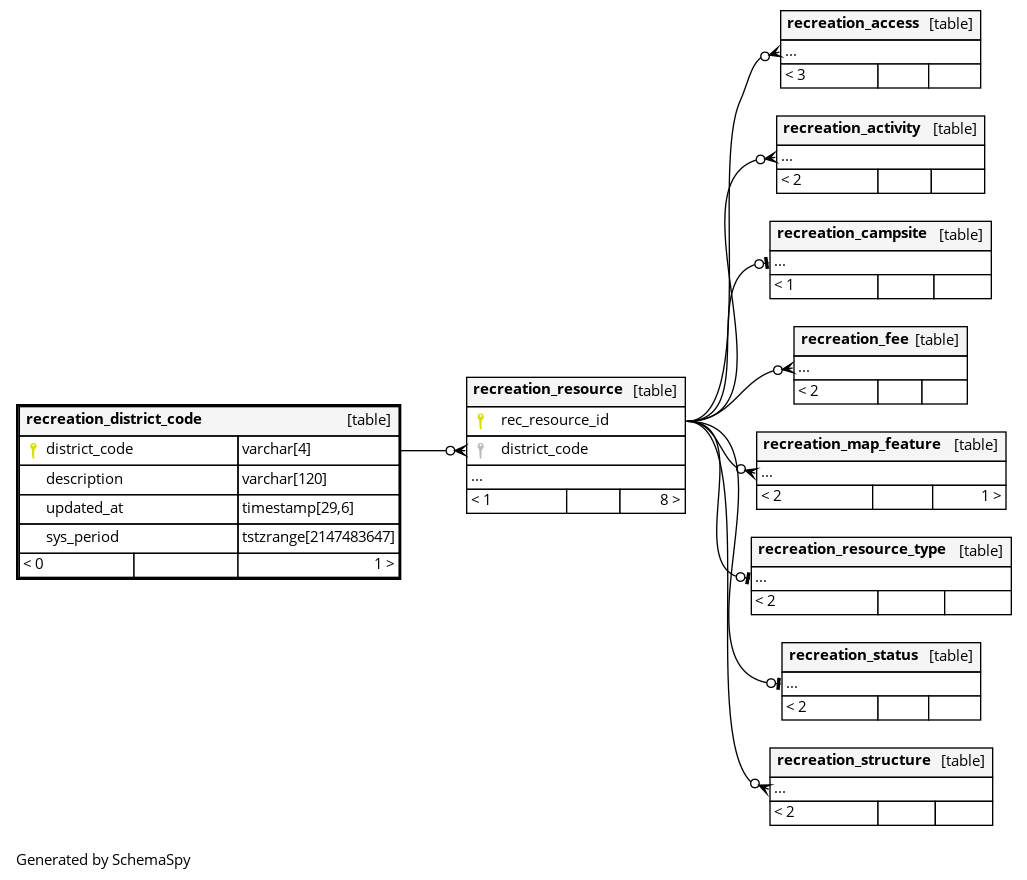 recreation_district_code [table]
district_code varchar[4]
description varchar[120]
updated_at timestamp[29,6]
sys_period tstzrange[2147483647]
< 0 1 >
recreation_resource [table]
rec_resource_id
district_code
...
< 1 8 >
recreation_access [table]
...
< 3
recreation_activity [table]
...
< 2
recreation_campsite [table]
...
< 1
recreation_fee [table]
...
< 2
recreation_map_feature [table]
...
< 2 1 >
recreation_resource_type [table]
...
< 2
recreation_status [table]
...
< 2
recreation_structure [table]
...
< 2
Generated by SchemaSpy